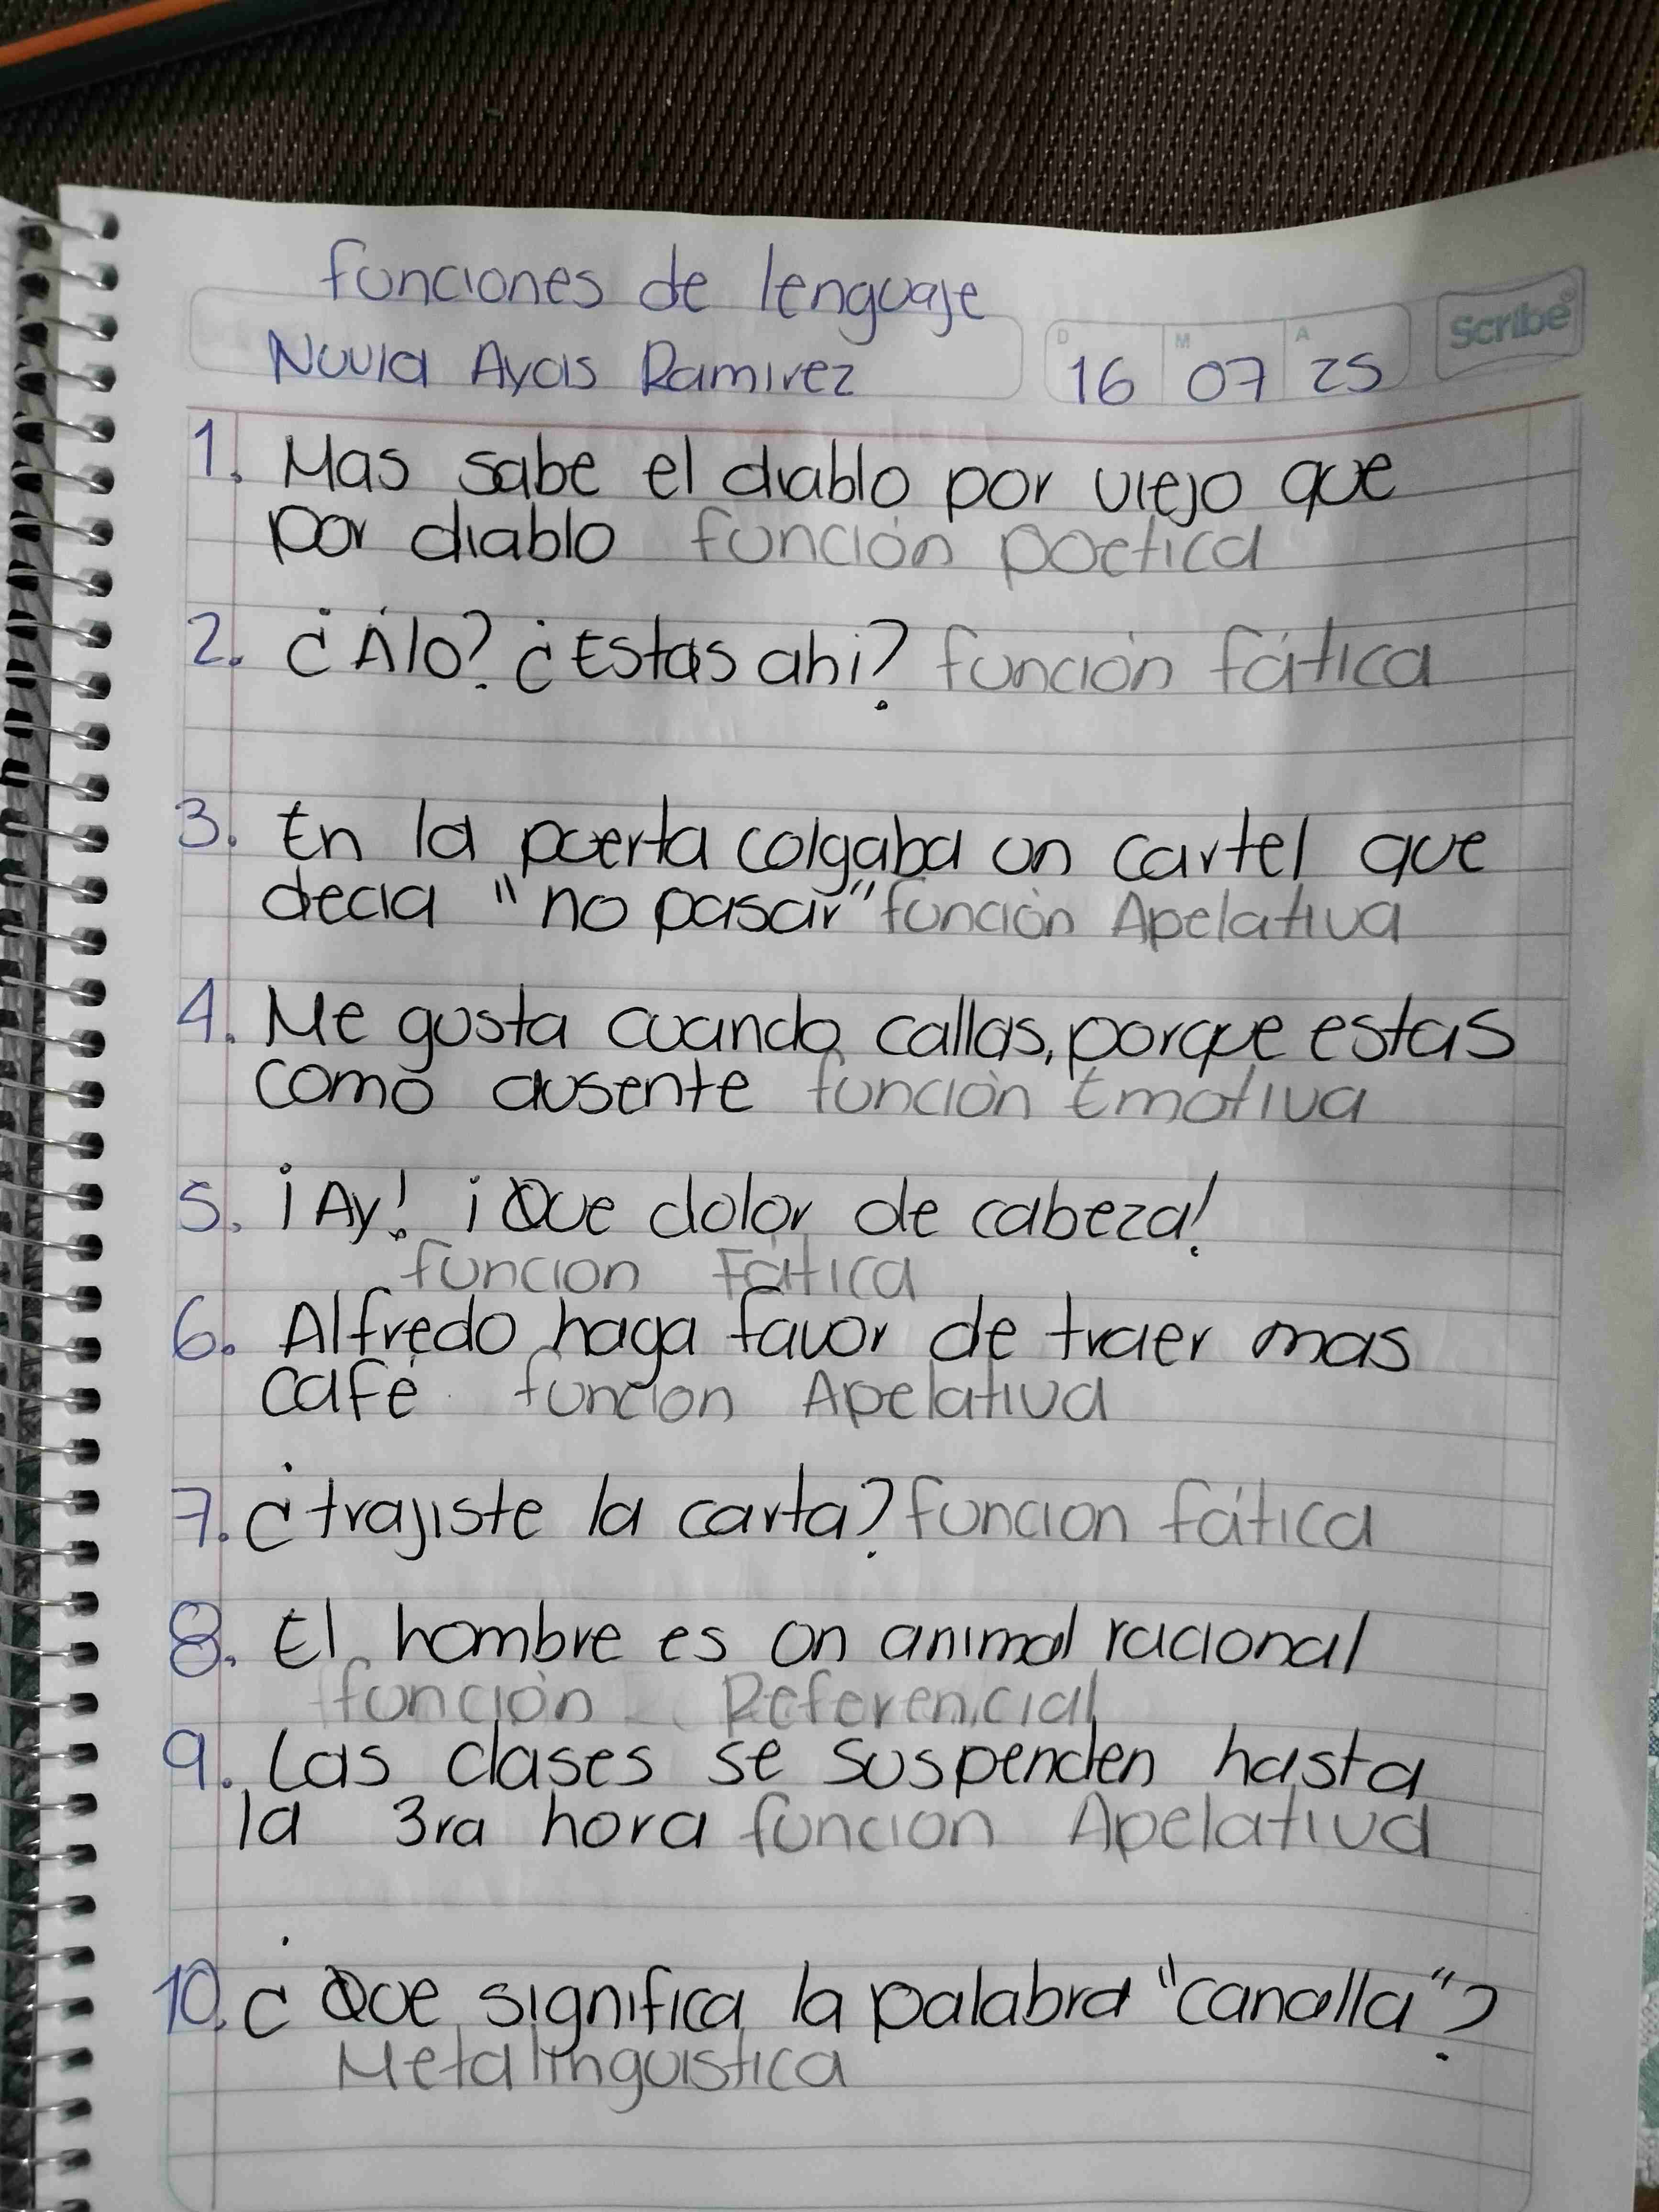 funciones de lenguaje
Nuvia Ayais Ramirez
D M A
16 07 25
Scribe
1. Mas sabe el diablo por viejo que
por diablo función poetica
2. ¿Alo? ¿Estas ahi? función fática
3. En la puerta colgaba un cartel que
decia "no pasar" función Apelativa
4. Me gusta cuando callas, porque estas
como ausente función Emotiva
5. ¡Ay! ¡Que dolor de cabeza!
funcion Fática
6. Alfredo haga favor de traer mas
café funcion Apelativa
7. ¿trajiste la carta? funcion fática
8. El hombre es un animal racional
función Referencial
9. Las clases se suspenden hasta
la 3ra hora funcion Apelativa
10. ¿Que significa la palabra "canalla"?
Metalinguistica